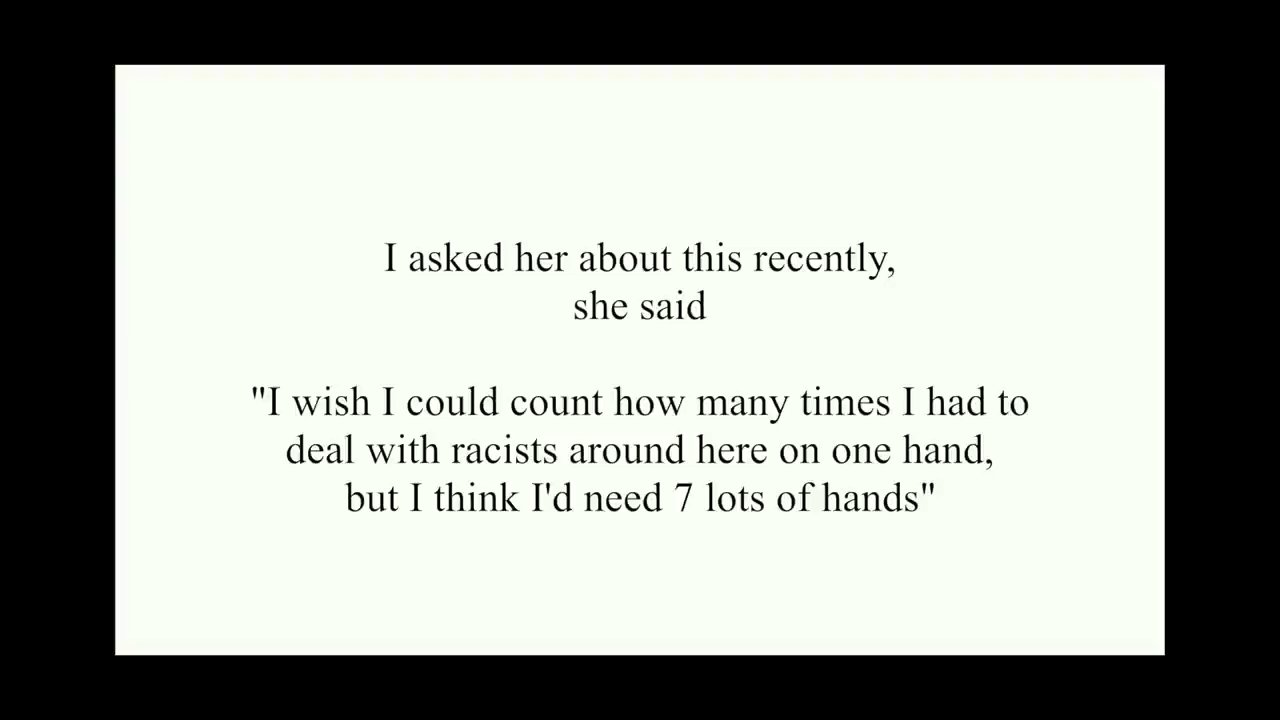 I asked her about this recently,
she said
"I wish I could count how many times I had to
deal with racists around here on one hand,
but I think I'd need 7 lots of hands"